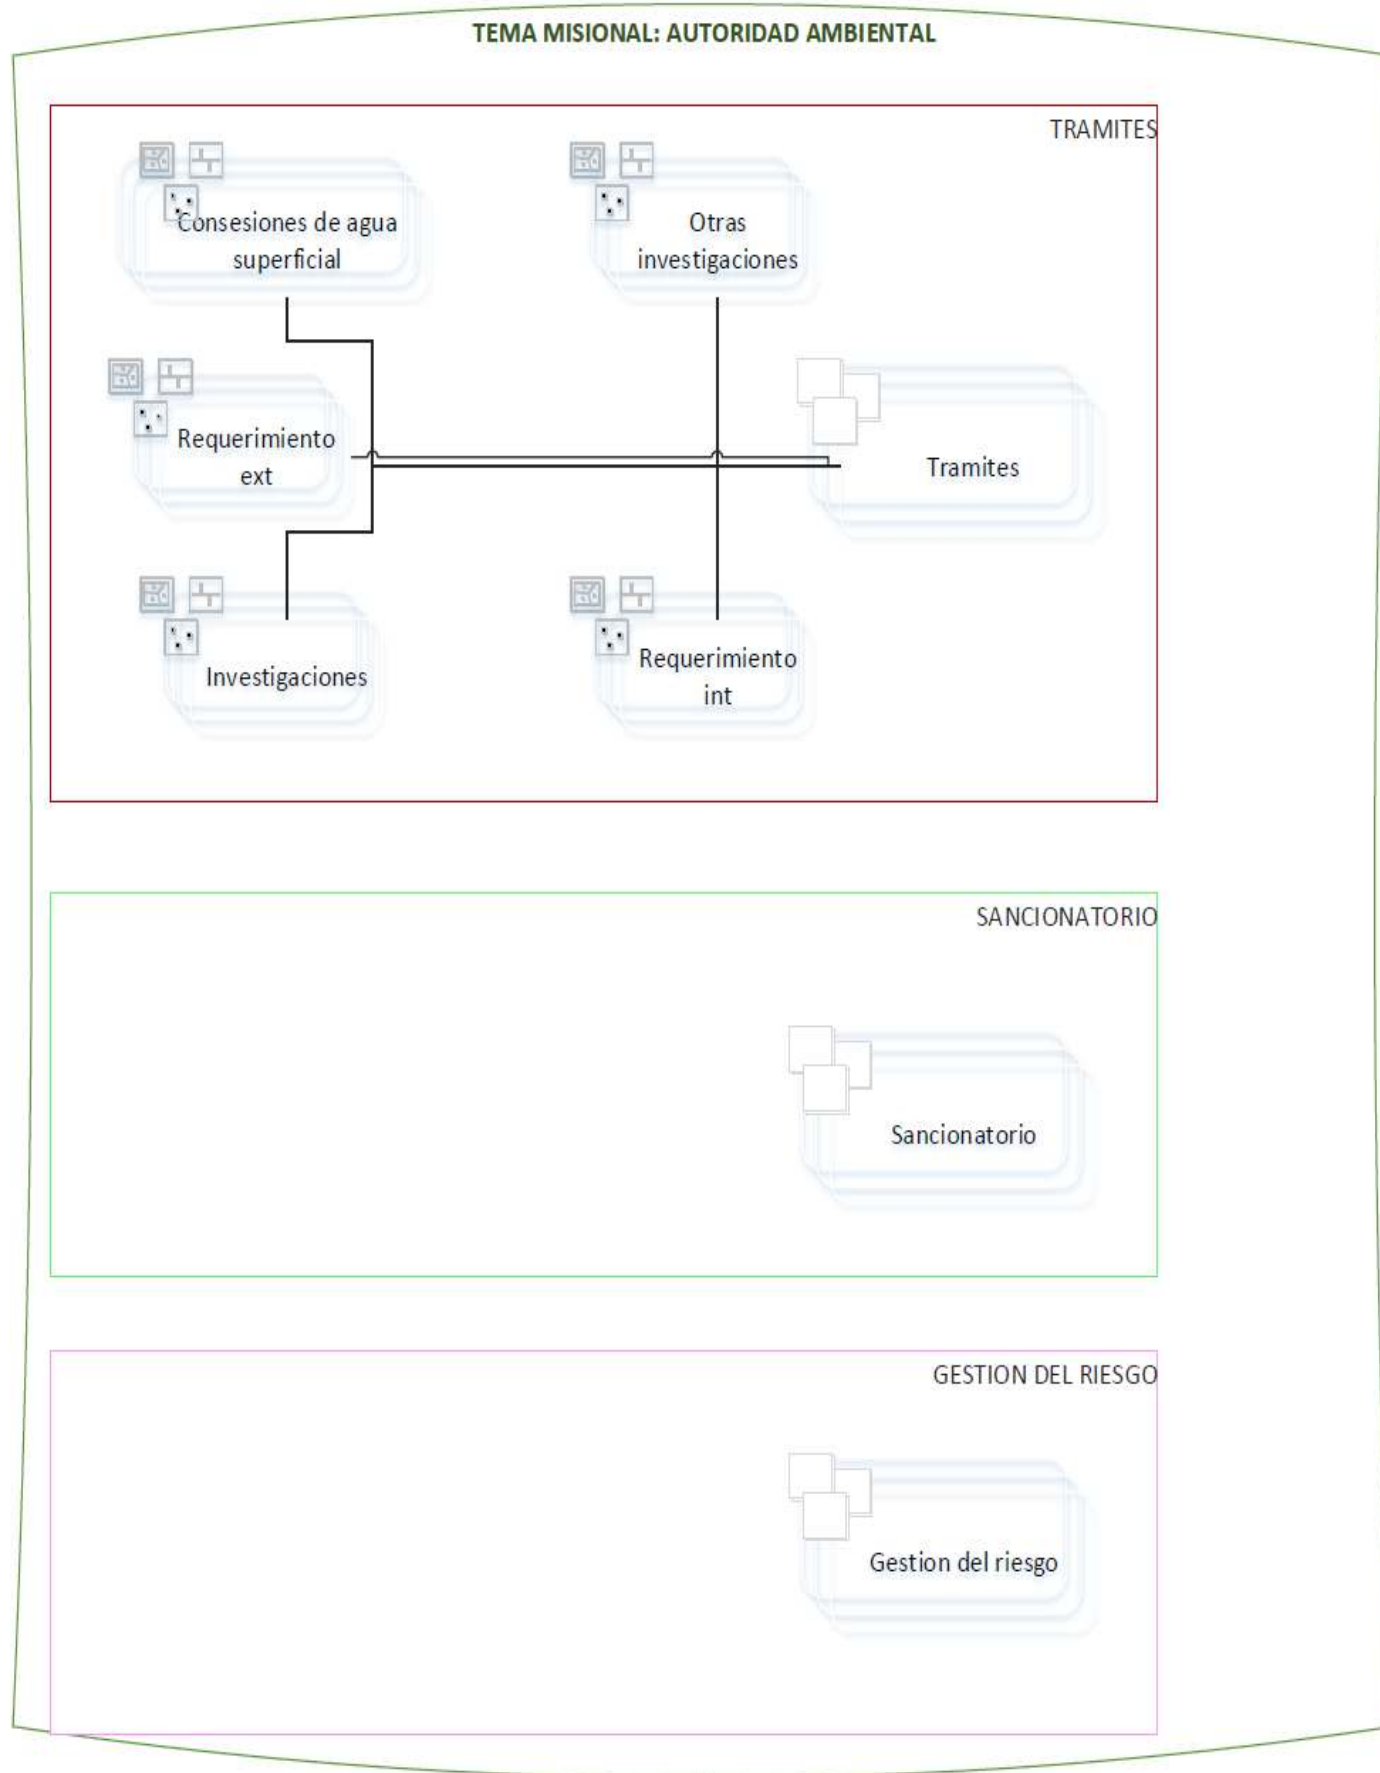 TEMA MISIONAL: AUTORIDAD AMBIENTAL
TRAMITES
Consesiones de agua
superficial
Otras
investigaciones
Requerimiento
ext
Tramites
Investigaciones
Requerimiento
int
SANCIONATORIO
Sancionatorio
GESTION DEL RIESGO
Gestion del riesgo